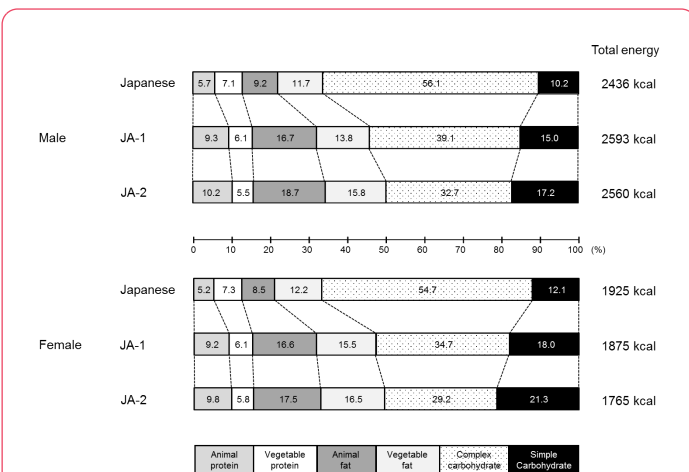 Total energy
Japanese 5.7 7.1 9.2 11.7 56.1 10.2 2436 kcal
Male JA-1 9.3 6.1 16.7 13.8 39.1 15.0 2593 kcal
JA-2 10.2 5.5 18.7 15.8 32.7 17.2 2560 kcal
0 10 20 30 40 50 60 70 80 90 100 (%)
Japanese 5.2 7.3 8.5 12.2 54.7 12.1 1925 kcal
Female JA-1 9.2 6.1 16.6 15.5 34.7 18.0 1875 kcal
JA-2 9.8 5.8 17.5 16.5 29.2 21.3 1765 kcal
Animal Vegetable Animal Vegetable Complex Simple
protein protein fat fat carbohydrate Carbohydrate